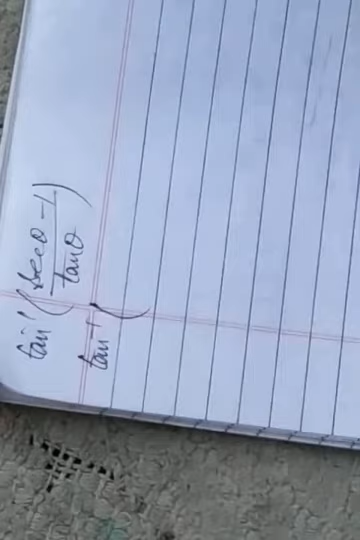 tan⁻¹ ( (secθ - 1) / tanθ )
tan⁻¹ (